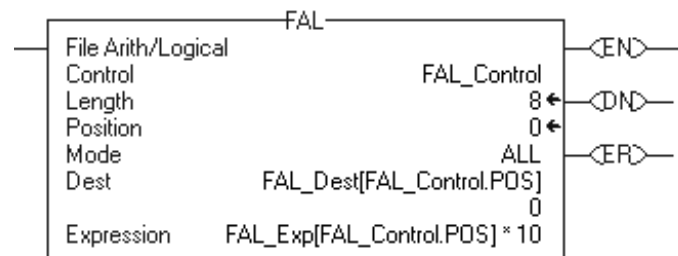 FAL
File Arith/Logical
EN
Control FAL_Control
Length 8
DN
Position 0
Mode ALL
ER
Dest FAL_Dest[FAL_Control.POS]
0
Expression FAL_Exp[FAL_Control.POS] * 10